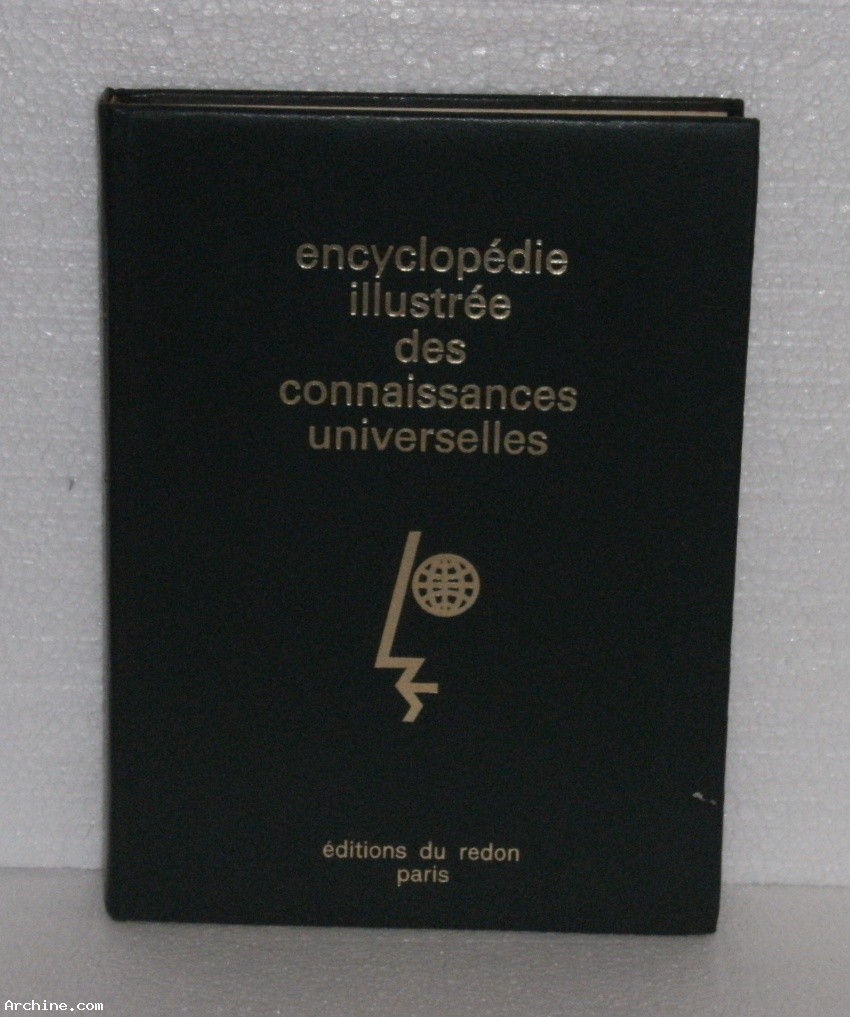 encyclopédie
illustrée
des
connaissances
universelles
éditions du redon
paris
Archine.com